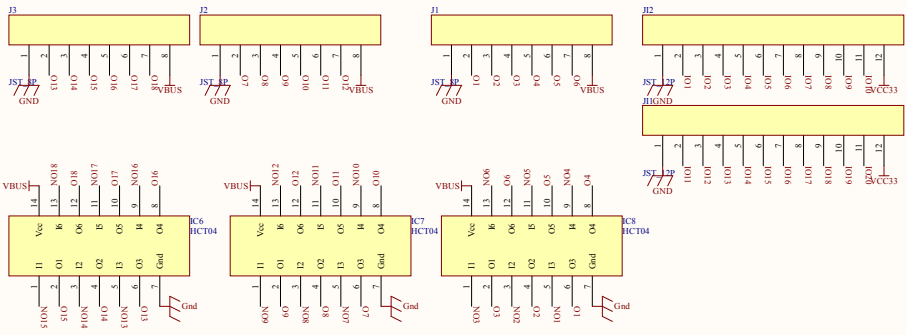 J3
J2
J1
JI2
1 2 3 4 5 6 7 8
1 2 3 4 5 6 7 8
1 2 3 4 5 6 7 8
1 2 3 4 5 6 7 8 9 10 11 12
JST_8P
GND
O13 O14 O15 O16 O17 O18
VBUS
JST_8P
GND
O7 O8 O9 O10 O11 O12
VBUS
JST_8P
GND
O1 O2 O3 O4 O5 O6
VBUS
JST_12P
GND
IO1 IO2 IO3 IO4 IO5 IO6 IO7 IO8 IO9 IO10
VCC33
JI1
1 2 3 4 5 6 7 8 9 10 11 12
JST_12P
GND
IO11 IO12 IO13 IO14 IO15 IO16 IO17 IO18 IO19 IO20
VCC33
VBUS
NO18 O18 NO17 O17 NO16 O16
14 13 12 11 10 9 8
IC6
HCT04
Vcc I6 O6 I5 O5 I4 O4
I1 O1 I2 O2 I3 O3 Gnd
1 2 3 4 5 6 7
NO15 O15 NO14 O14 NO13 O13
Gnd
VBUS
NO12 O12 NO11 O11 NO10 O10
14 13 12 11 10 9 8
IC7
HCT04
Vcc I6 O6 I5 O5 I4 O4
I1 O1 I2 O2 I3 O3 Gnd
1 2 3 4 5 6 7
NO9 O9 NO8 O8 NO7 O7
Gnd
VBUS
NO6 O6 NO5 O5 NO4 O4
14 13 12 11 10 9 8
IC8
HCT04
Vcc I6 O6 I5 O5 I4 O4
I1 O1 I2 O2 I3 O3 Gnd
1 2 3 4 5 6 7
NO3 O3 NO2 O2 NO1 O1
Gnd